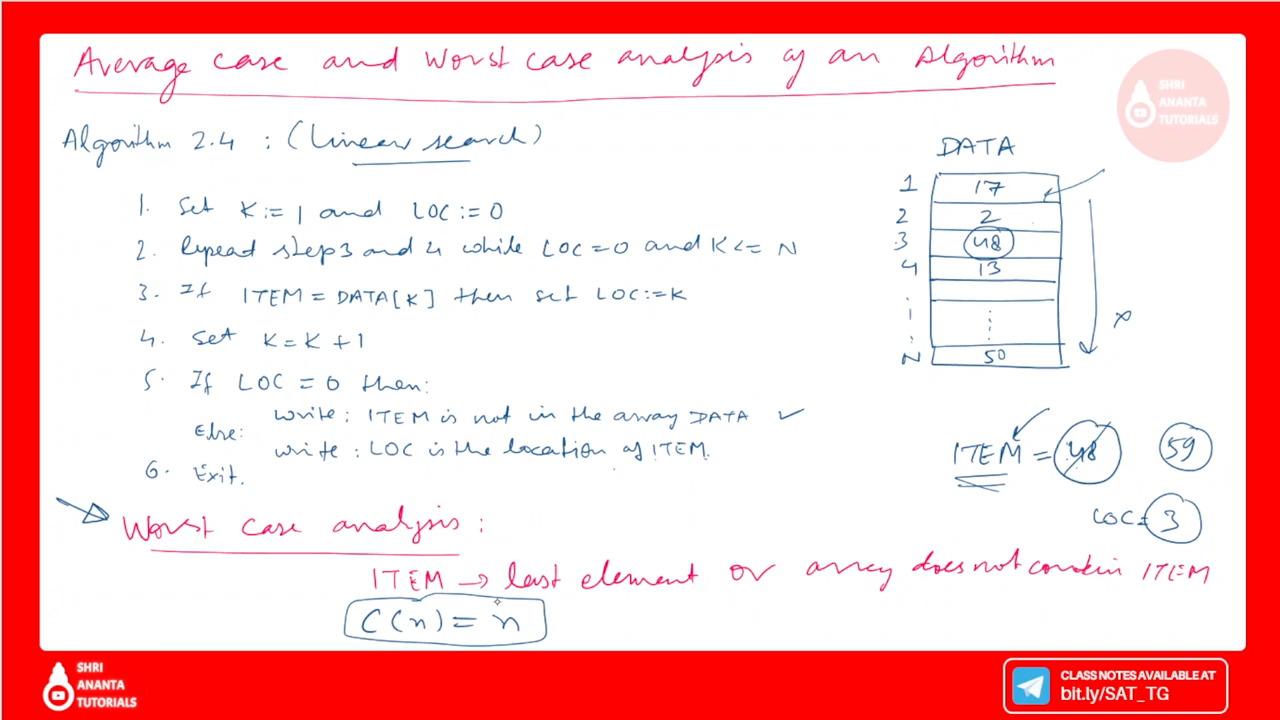 Average case and Worst case analysis of an Algorithm
SHRI
ANANTA
TUTORIALS
Algorithm 2.4 : (Linear search)
1. Set K:=1 and LOC:=0
2. Repeat step3 and 4 while LOC=0 and K<=N
3. If ITEM = DATA[K] then set LOC:=K
4. Set K=K+1
5. If LOC = 0 then:
write: ITEM is not in the array DATA ✓
Else:
write: LOC is the location of ITEM.
6. Exit.
DATA
1 17
2 2
3 48
4 13
⋮ ⋮
N 50
ITEM = 48 59
LOC=3
Worst case analysis:
ITEM → last element or array does not contain ITEM
C(n) = n
SHRI
ANANTA
TUTORIALS
CLASS NOTES AVAILABLE AT
bit.ly/SAT_TG